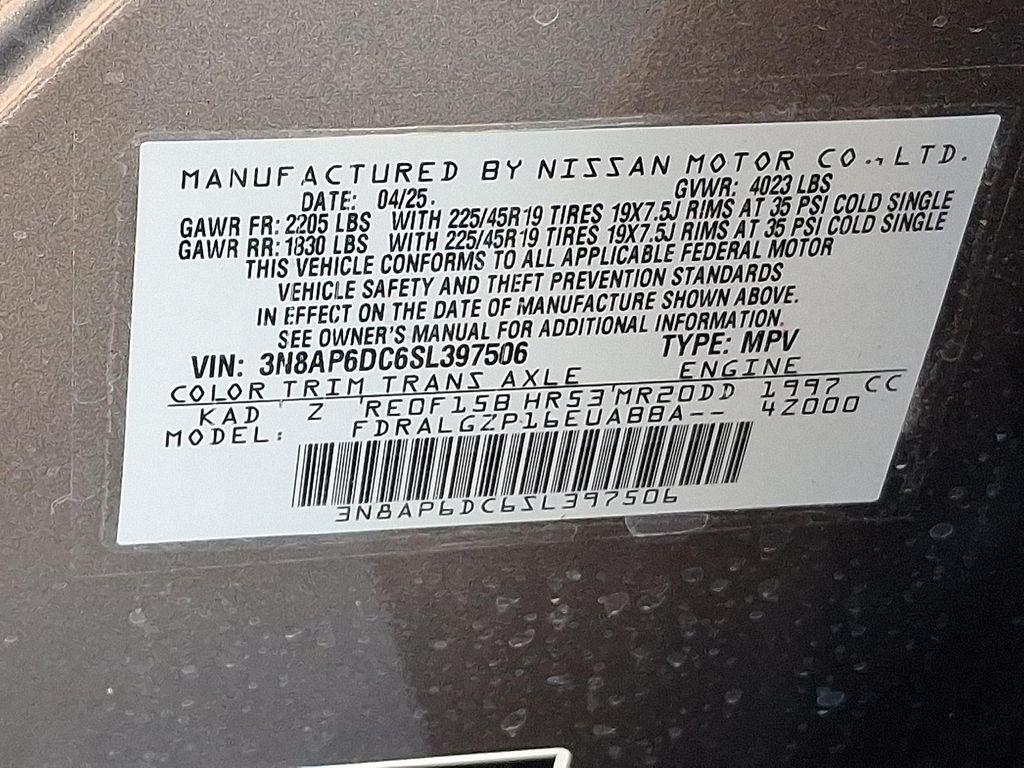 MANUFACTURED BY NISSAN MOTOR CO., LTD.
DATE: 04/25. GVWR: 4023 LBS
GAWR FR: 2205 LBS WITH 225/45R19 TIRES 19X7.5J RIMS AT 35 PSI COLD SINGLE
GAWR RR: 1830 LBS WITH 225/45R19 TIRES 19X7.5J RIMS AT 35 PSI COLD SINGLE
THIS VEHICLE CONFORMS TO ALL APPLICABLE FEDERAL MOTOR
VEHICLE SAFETY AND THEFT PREVENTION STANDARDS
IN EFFECT ON THE DATE OF MANUFACTURE SHOWN ABOVE.
SEE OWNER'S MANUAL FOR ADDITIONAL INFORMATION.
VIN: 3N8AP6DC6SL397506 TYPE: MPV
COLOR TRIM TRANS AXLE ENGINE
KAD Z RE0F15B HR53 MR20DD 1997 CC
MODEL: FDRALGZP16EUABBA-- 4Z000
3N8AP6DC6SL397506